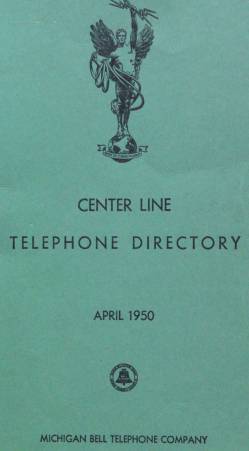 CENTER LINE
TELEPHONE DIRECTORY
APRIL 1950
MICHIGAN BELL TELEPHONE COMPANY